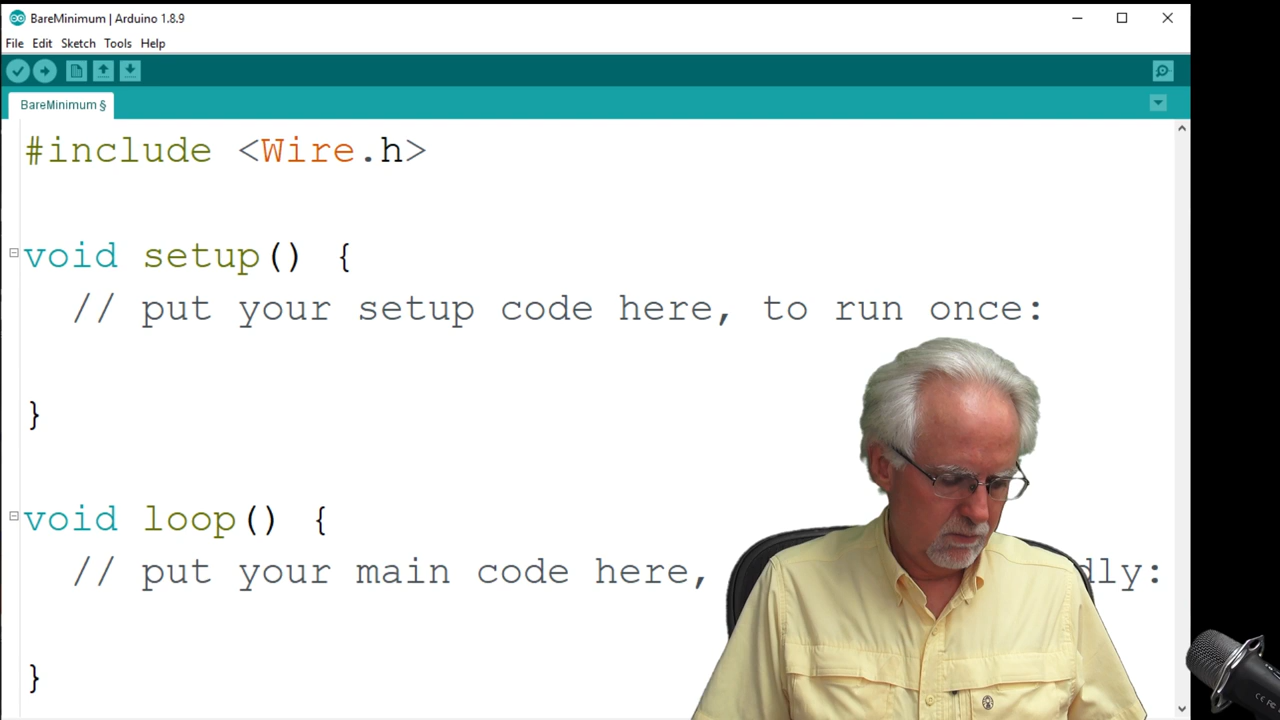 BareMinimum | Arduino 1.8.9
File Edit Sketch Tools Help
BareMinimum §
#include <Wire.h>
void setup() {
// put your setup code here, to run once:
}
void loop() {
// put your main code here, dly:
}